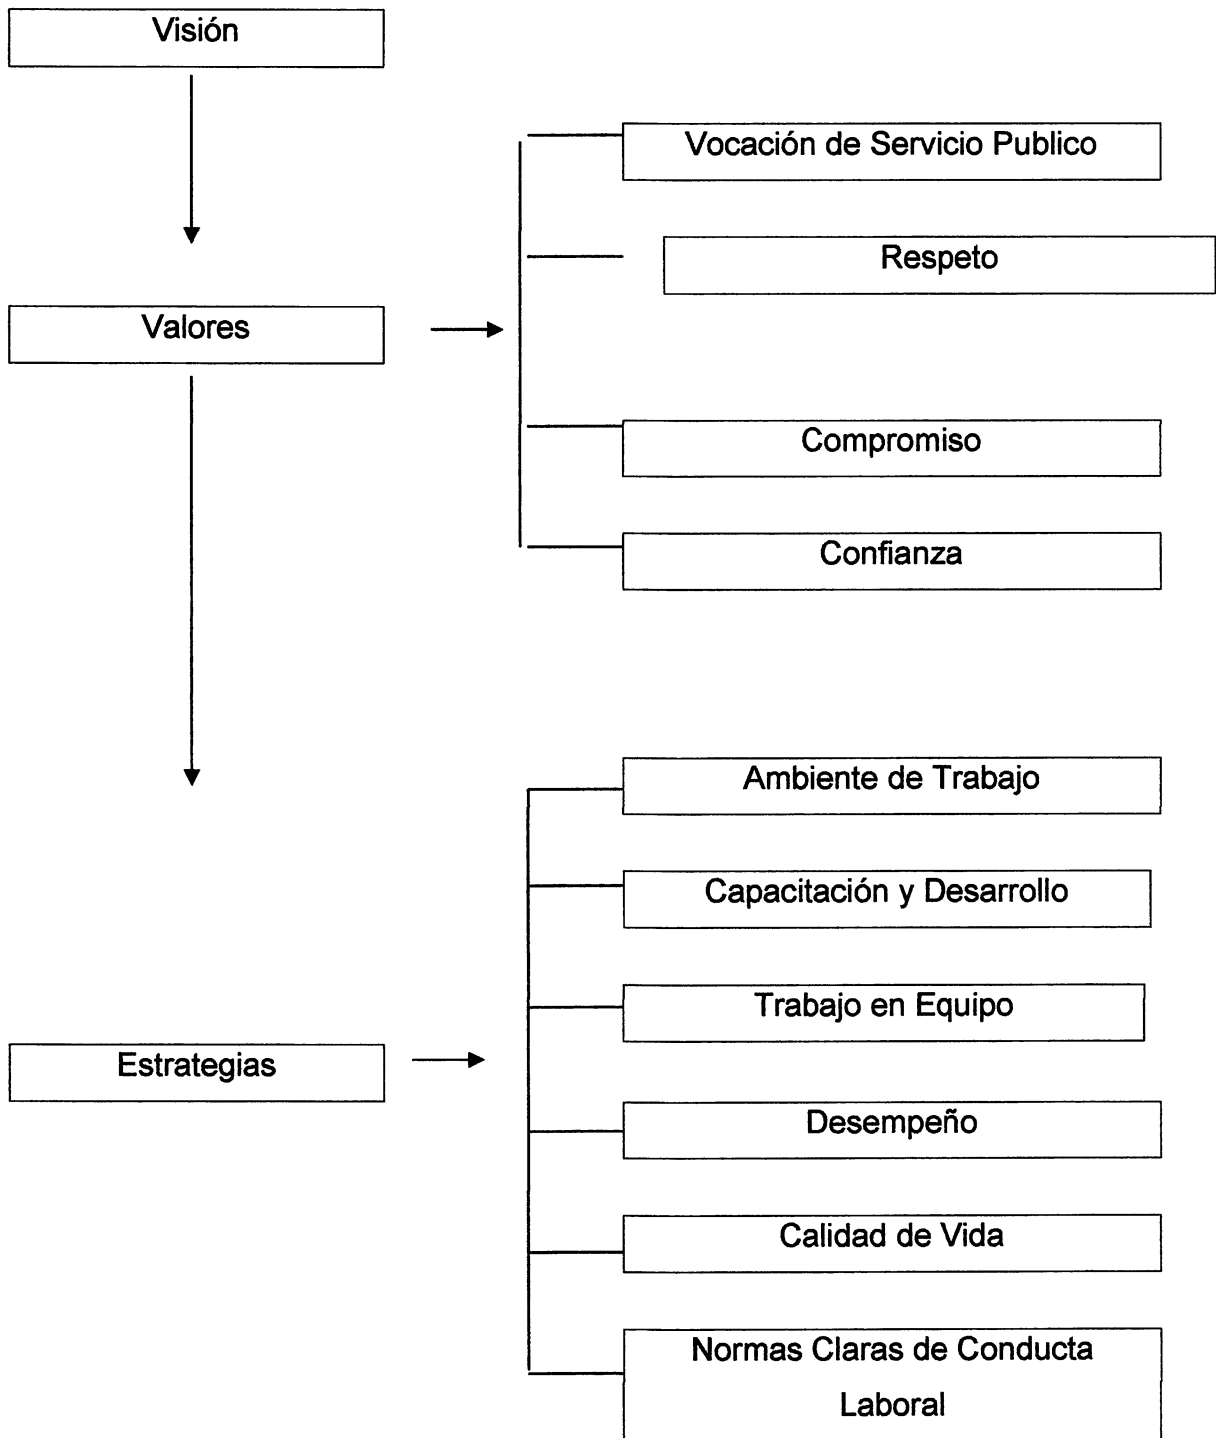 Visión
Vocación de Servicio Publico
Respeto
Valores
Compromiso
Confianza
Ambiente de Trabajo
Capacitación y Desarrollo
Trabajo en Equipo
Estrategias
Desempeño
Calidad de Vida
Normas Claras de Conducta
Laboral